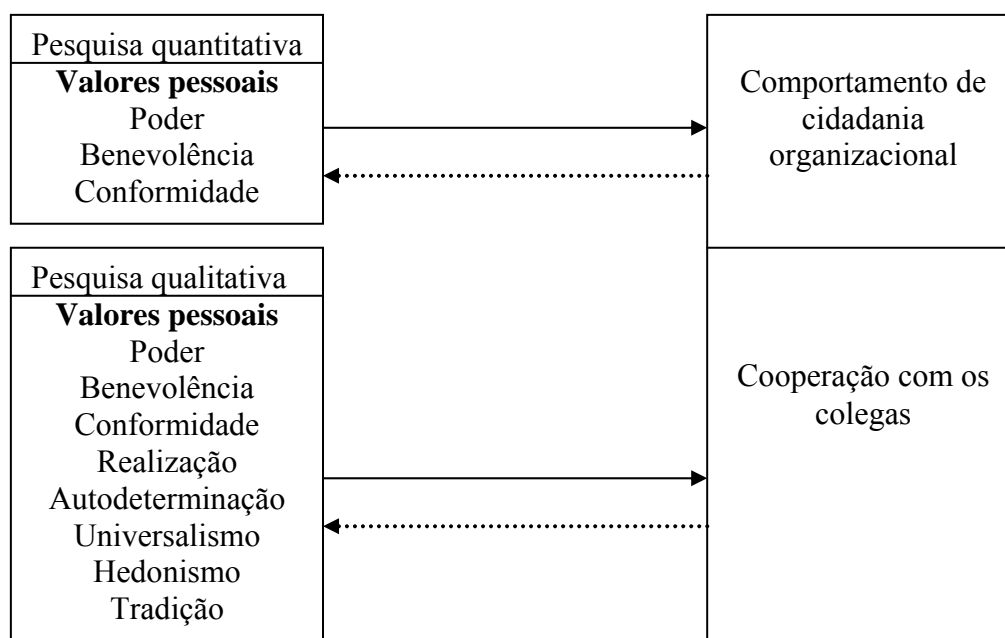 Pesquisa quantitativa
Valores pessoais
Poder
Benevolência
Conformidade
Comportamento de
cidadania
organizacional
Pesquisa qualitativa
Valores pessoais
Poder
Benevolência
Conformidade
Realização
Autodeterminação
Universalismo
Hedonismo
Tradição
Cooperação com os
colegas